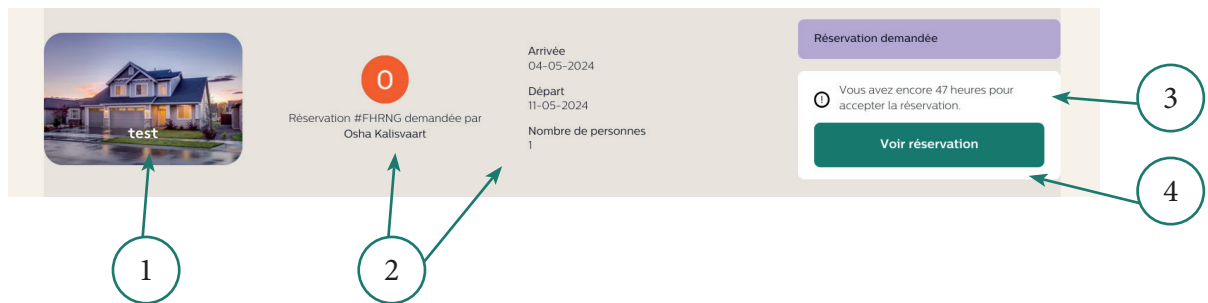 test
O
Réservation #FHRNG demandée par
Osha Kalisvaart
Arrivée
04-05-2024
Départ
11-05-2024
Nombre de personnes
1
Réservation demandée
Vous avez encore 47 heures pour
accepter la réservation.
Voir réservation
1
2
3
4